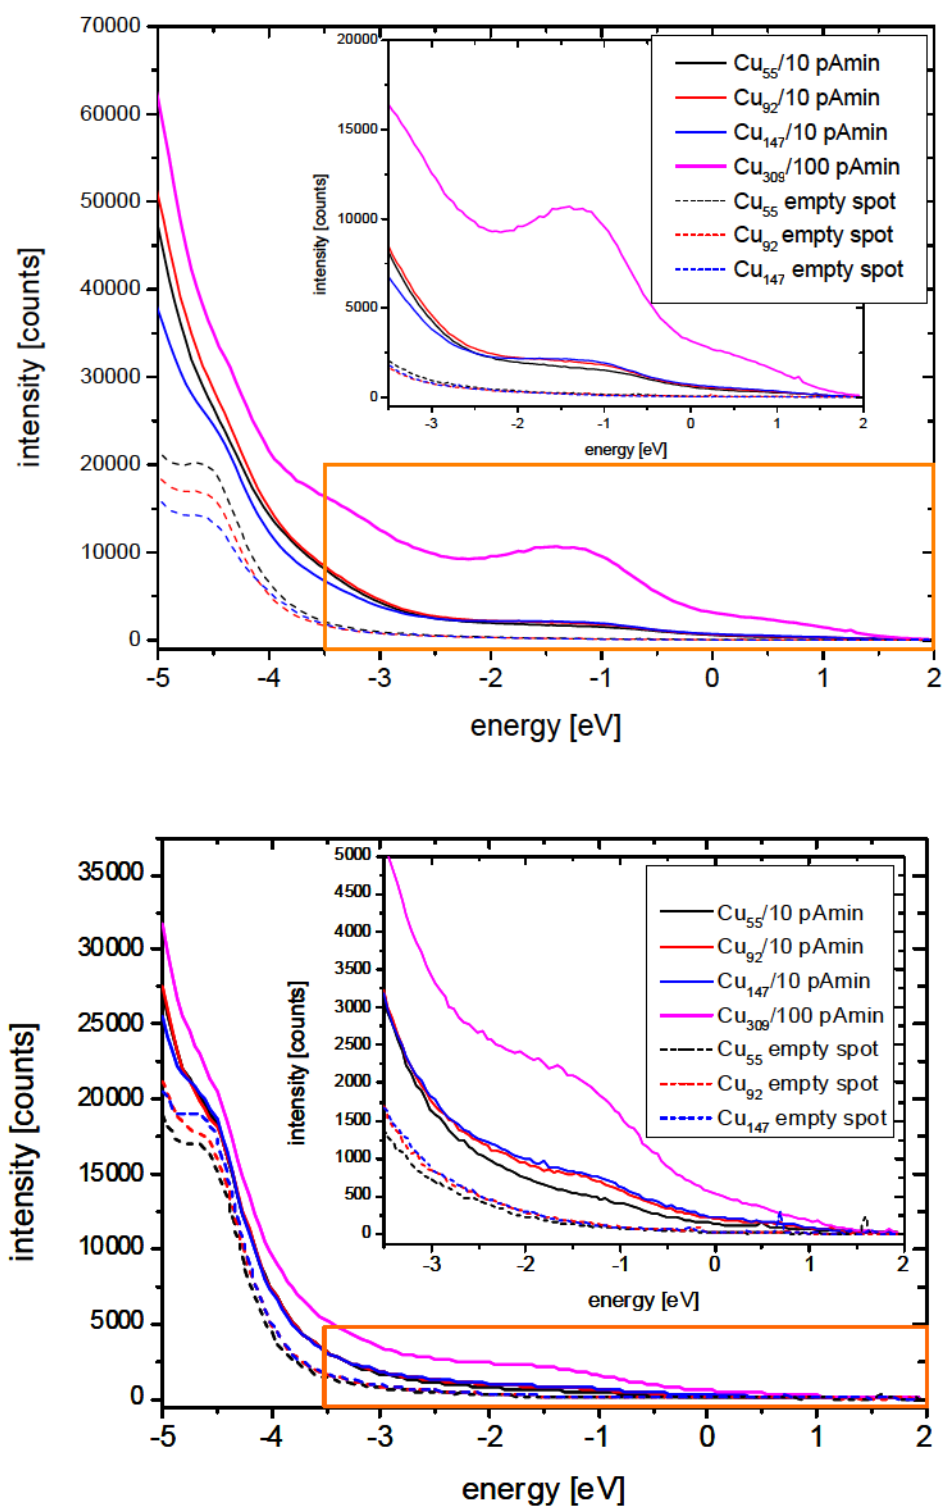 70000
60000
50000
40000
30000
20000
10000
0
intensity [counts]
-5 -4 -3 -2 -1 0 1 2
energy [eV]
20000
15000
10000
5000
0
intensity [counts]
-3 -2 -1 0 1 2
energy [eV]
Cu55/10 pAmin
Cu92/10 pAmin
Cu147/10 pAmin
Cu309/100 pAmin
Cu55 empty spot
Cu92 empty spot
Cu147 empty spot
35000
30000
25000
20000
15000
10000
5000
0
intensity [counts]
-5 -4 -3 -2 -1 0 1 2
energy [eV]
5000
4500
4000
3500
3000
2500
2000
1500
1000
500
0
intensity [counts]
-3 -2 -1 0 1 2
energy [eV]
Cu55/10 pAmin
Cu92/10 pAmin
Cu147/10 pAmin
Cu309/100 pAmin
Cu55 empty spot
Cu92 empty spot
Cu147 empty spot